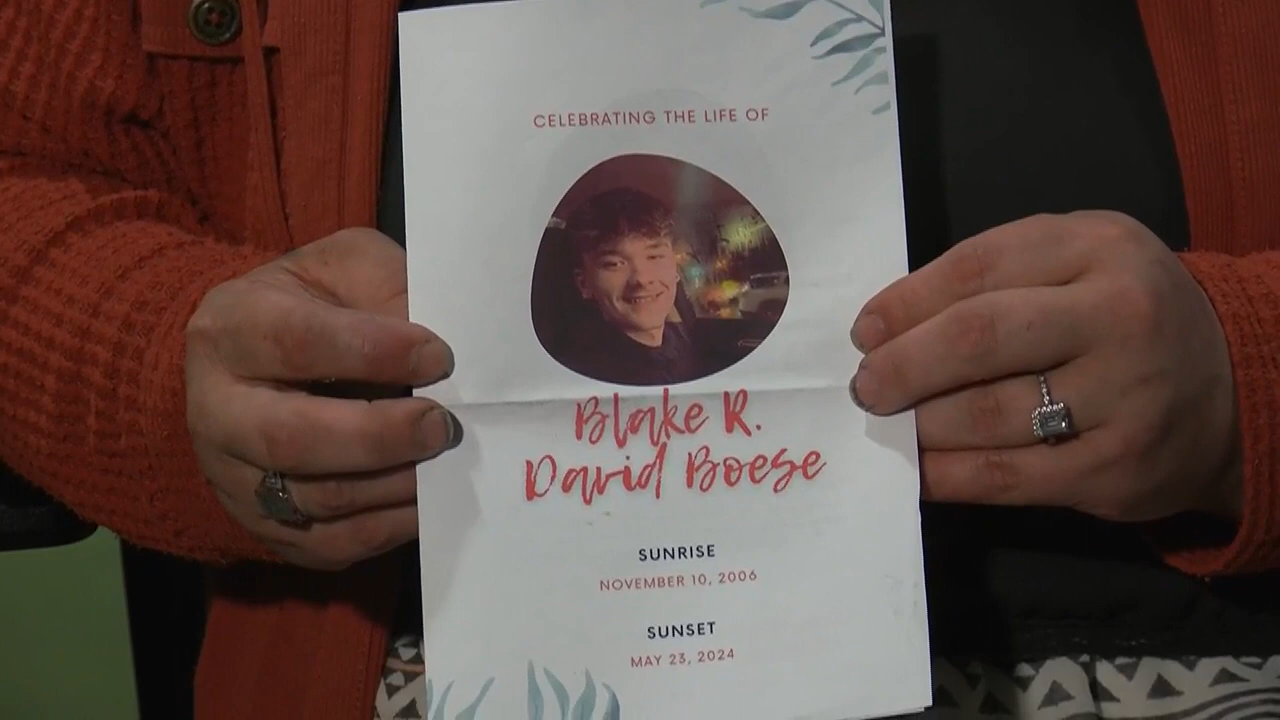 CELEBRATING THE LIFE OF
Blake R.
David Boese
SUNRISE
NOVEMBER 10, 2006
SUNSET
MAY 23, 2024